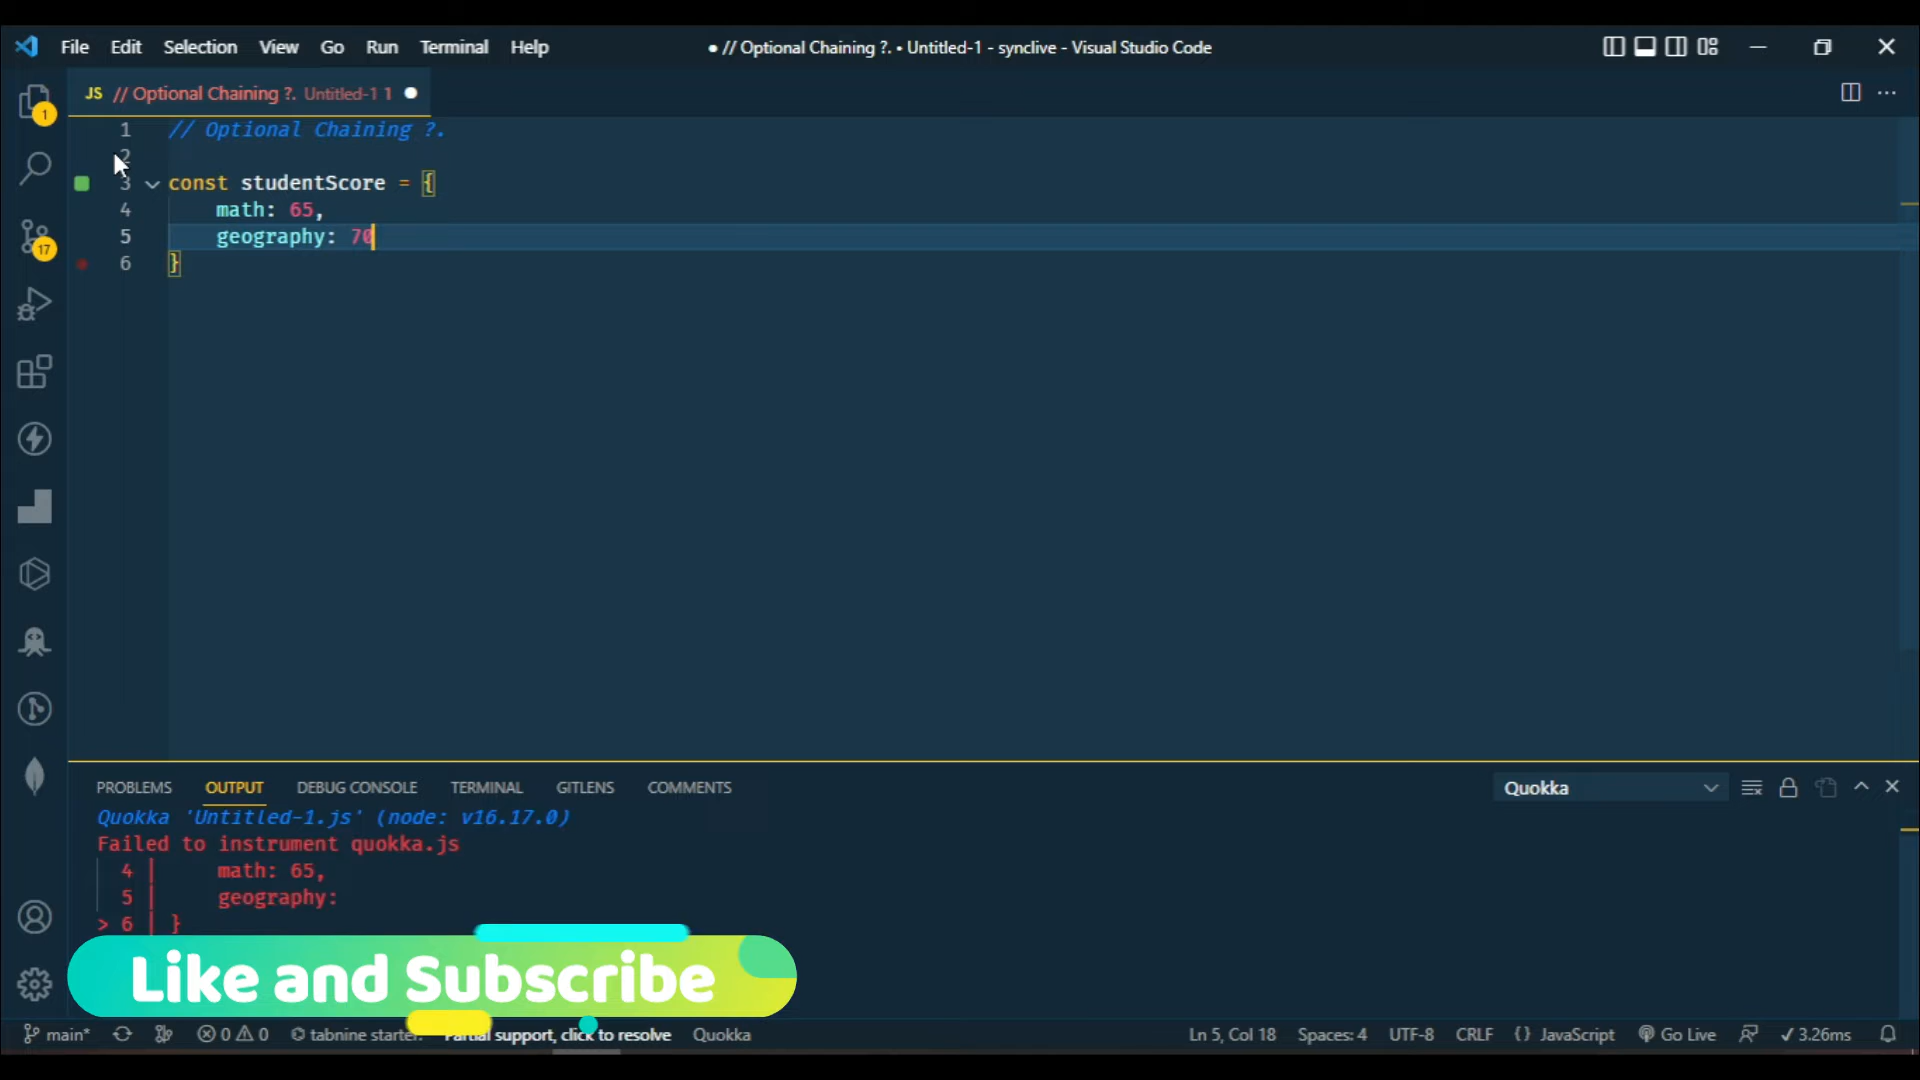 File Edit Selection View Go Run Terminal Help
● // Optional Chaining ?. • Untitled-1 - synclive - Visual Studio Code
JS // Optional Chaining ?. Untitled-1 1 ●
1
17
1 // Optional Chaining ?.
2
3 const studentScore = {
4 math: 65,
5 geography: 70
6 }
PROBLEMS OUTPUT DEBUG CONSOLE TERMINAL GITLENS COMMENTS
Quokka
Quokka 'Untitled-1.js' (node: v16.17.0)
Failed to instrument quokka.js
4 | math: 65,
5 | geography:
> 6 | }
Like and Subscribe
main* 0 0 tabnine starter Partial support, click to resolve Quokka
Ln 5, Col 18 Spaces: 4 UTF-8 CRLF {} JavaScript Go Live ✓ 3.26ms